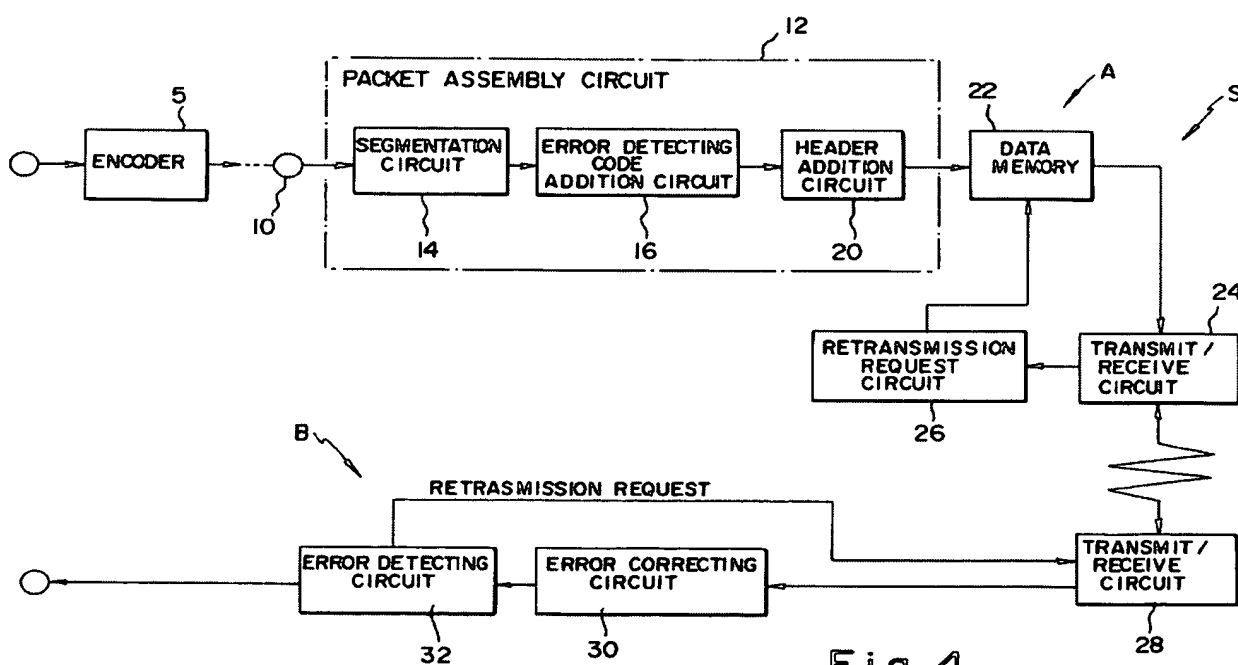 12
PACKET ASSEMBLY CIRCUIT
A
S
5
22
ENCODER
SEGMENTATION
CIRCUIT
ERROR DETECTING
CODE
ADDITION CIRCUIT
HEADER
ADDITION
CIRCUIT
DATA
MEMORY
10
14
16
20
24
RETRANSMISSION
REQUEST
CIRCUIT
TRANSMIT/
RECEIVE
CIRCUIT
26
B
RETRASMISSION REQUEST
ERROR DETECTING
CIRCUIT
ERROR CORRECTING
CIRCUIT
TRANSMIT/
RECEIVE
CIRCUIT
32
30
28